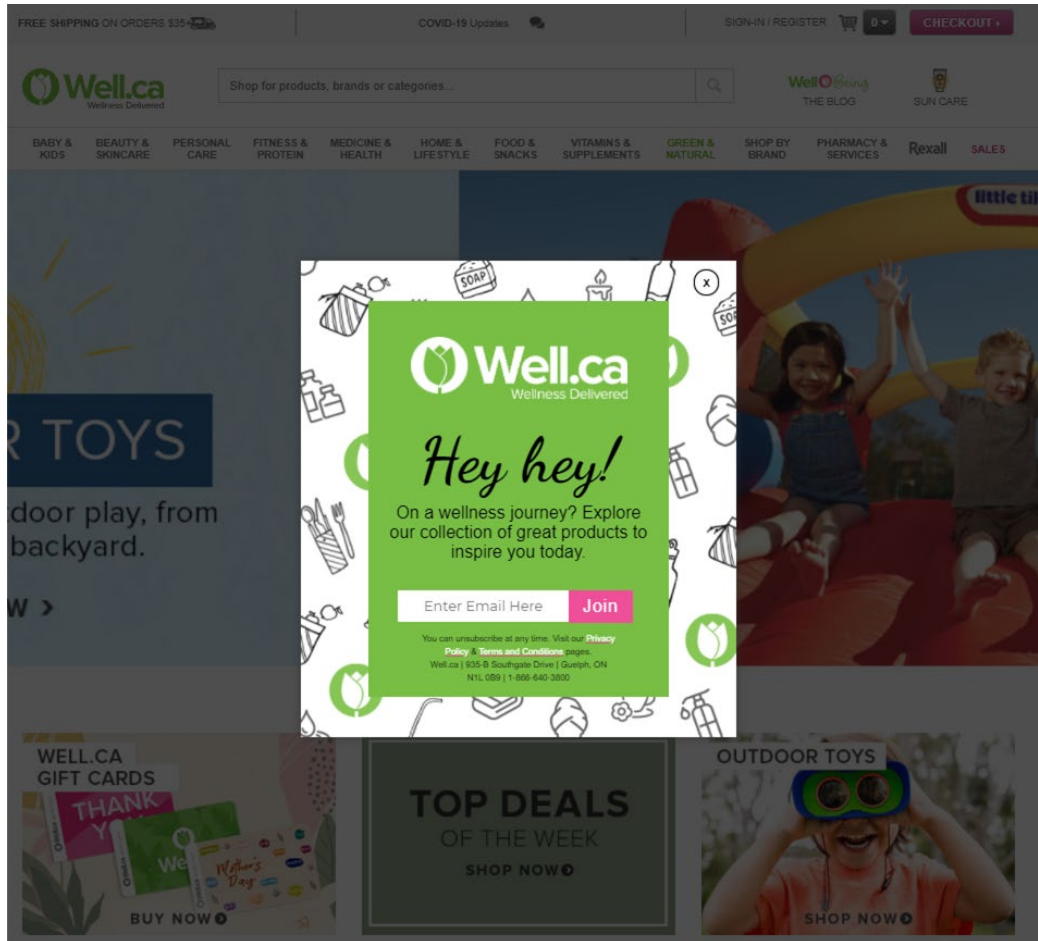 FREE SHIPPING ON ORDERS $35+
COVID-19 Updates
SIGN-IN / REGISTER
0
CHECKOUT
Well.ca
Wellness Delivered
Shop for products, brands or categories...
Well Being
THE BLOG
SUN CARE
BABY &
KIDS
BEAUTY &
SKINCARE
PERSONAL
CARE
FITNESS &
PROTEIN
MEDICINE &
HEALTH
HOME &
LIFESTYLE
FOOD &
SNACKS
VITAMINS &
SUPPLEMENTS
GREEN &
NATURAL
SHOP BY
BRAND
PHARMACY &
SERVICES
Rexall
SALES
little ti
R TOYS
door play, from
backyard.
W
x
SOAP
Well.ca
Wellness Delivered
Hey hey!
On a wellness journey? Explore
our collection of great products to
inspire you today.
Enter Email Here
Join
You can unsubscribe at any time. Visit our Privacy
Policy & Terms and Conditions pages.
Well.ca | 935-B Southgate Drive | Guelph, ON
N1L 0B9 | 1-866-640-3800
WELL.CA
GIFT CARDS
THANK
YOU
Mother's
Day
BUY NOW
TOP DEALS
OF THE WEEK
SHOP NOW
OUTDOOR TOYS
SHOP NOW